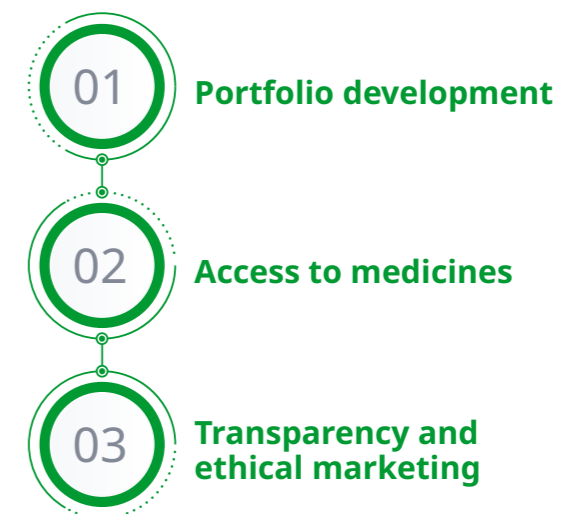 01
Portfolio development
02
Access to medicines
03
Transparency and
ethical marketing